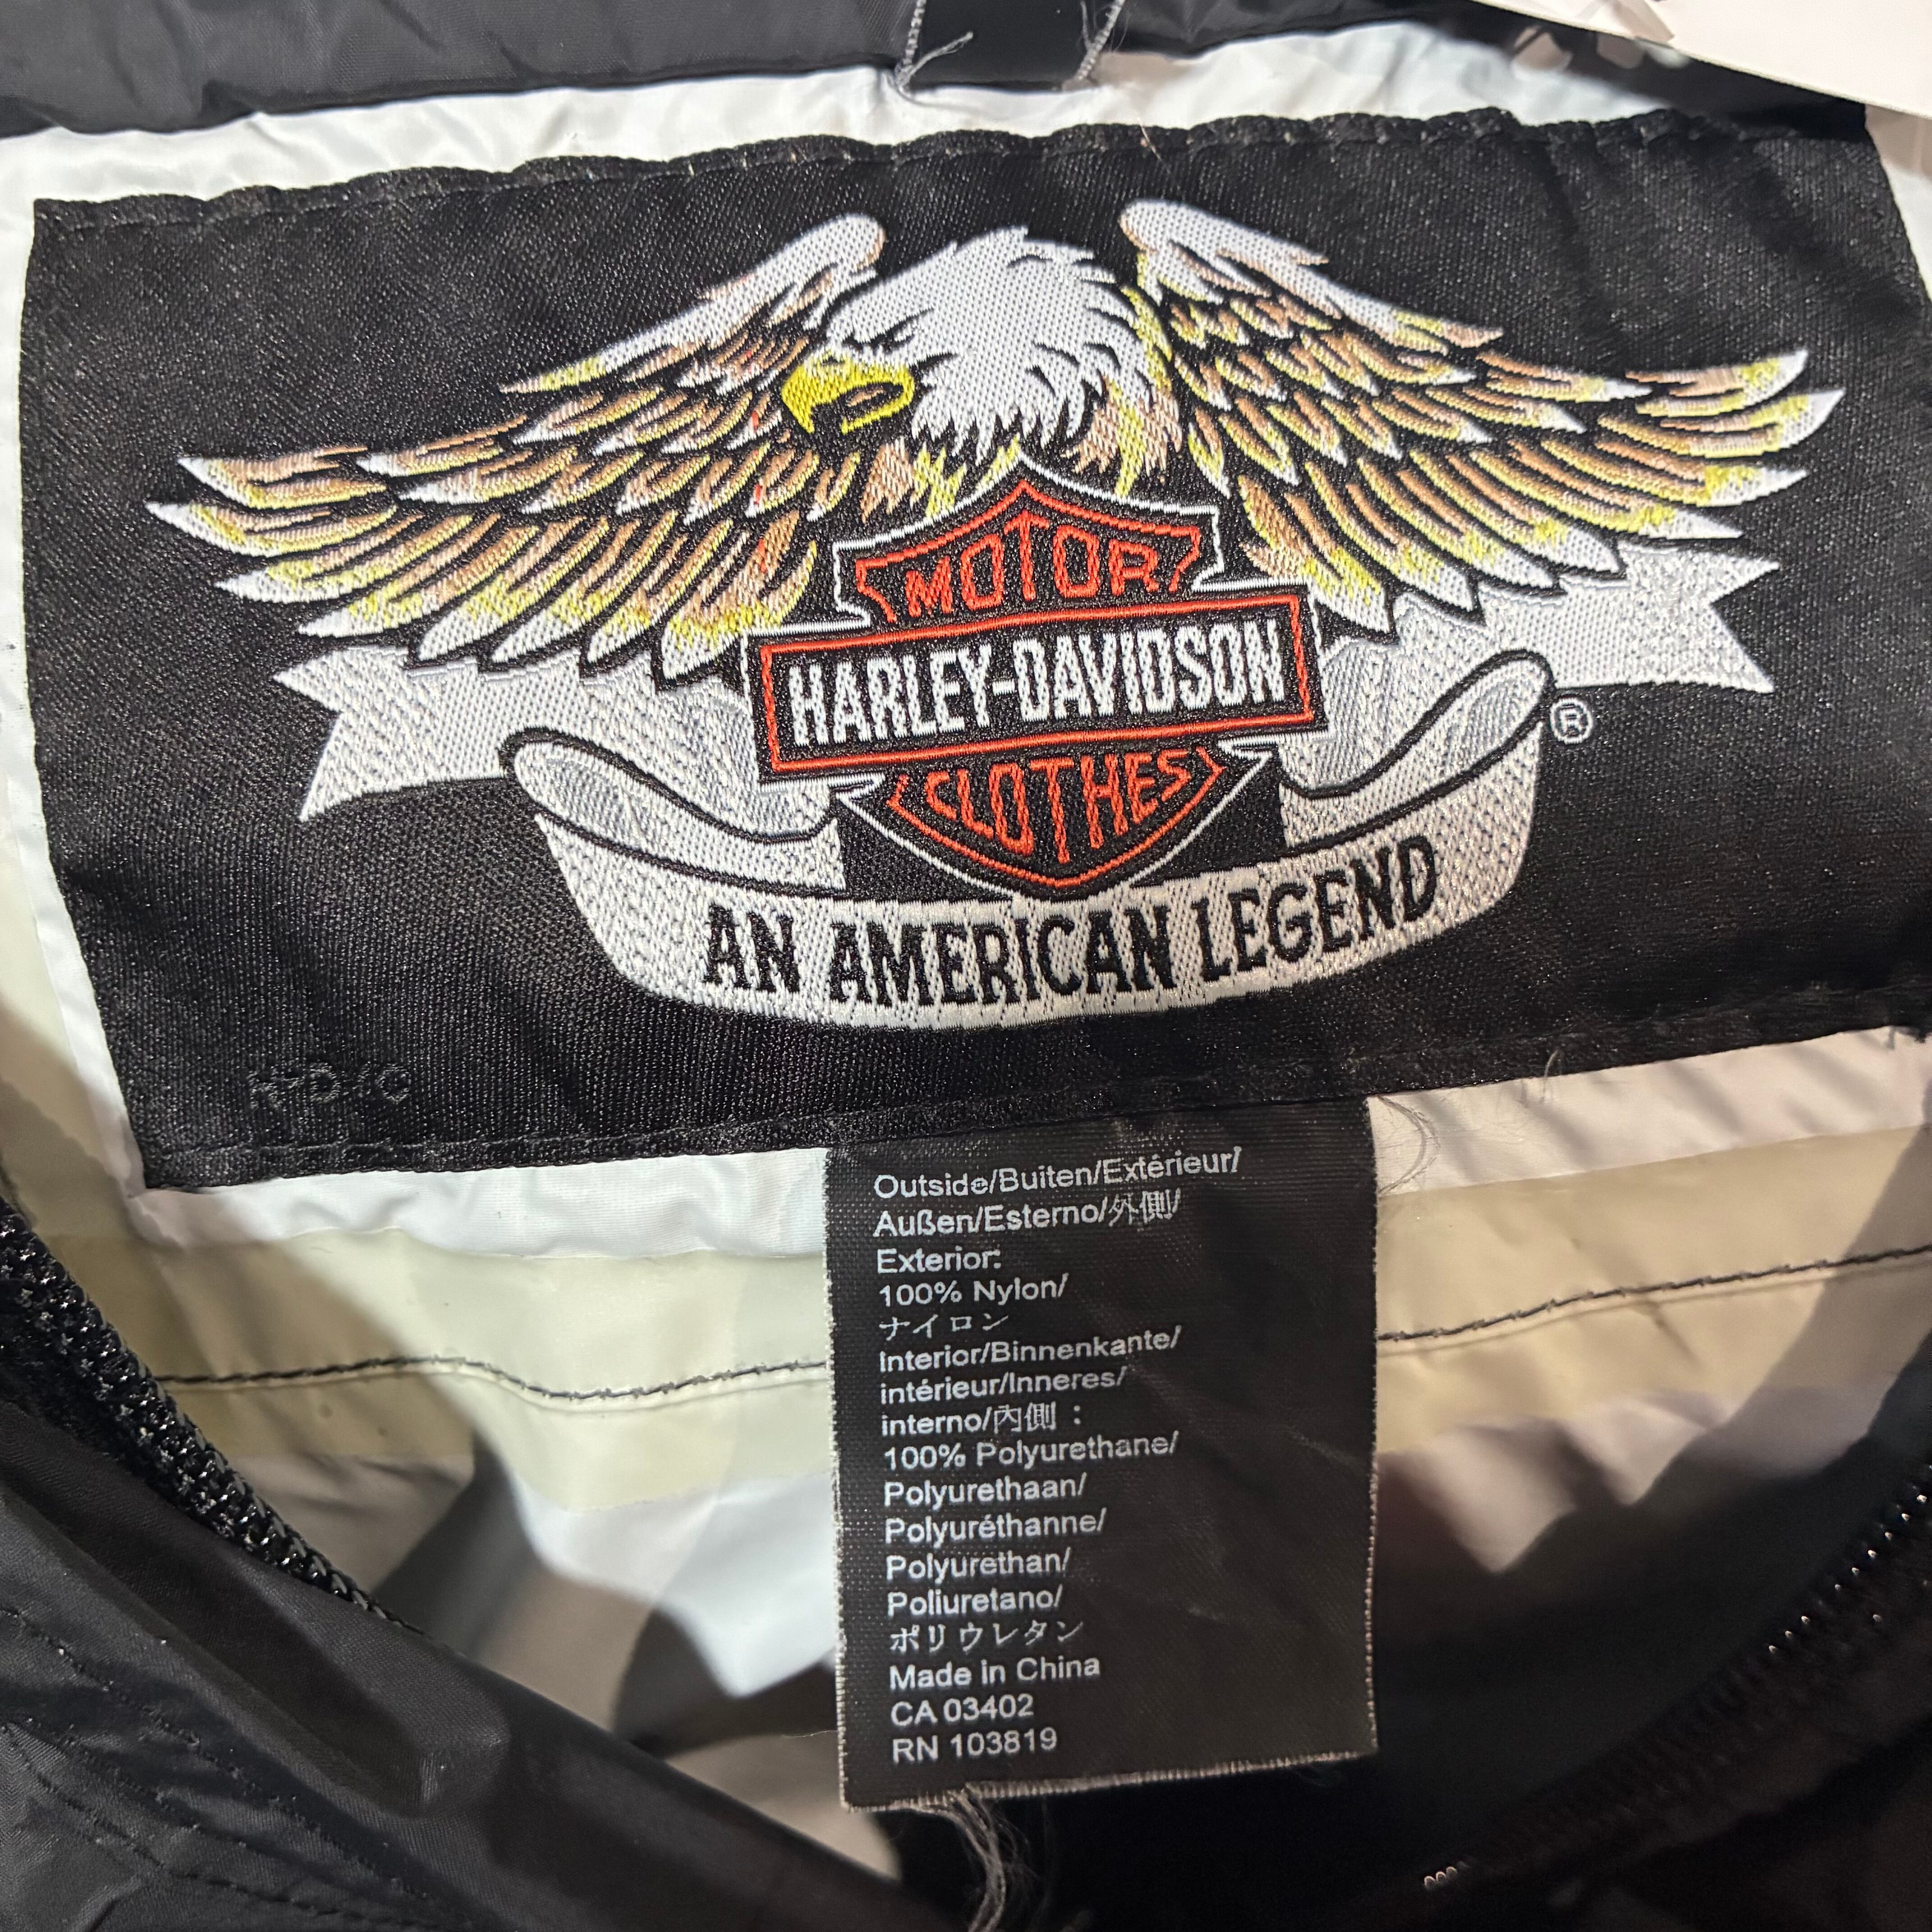 MOTOR
HARLEY-DAVIDSON
CLOTHES
®
AN AMERICAN LEGEND
Outside/Buiten/Extérieur/
Außen/Esterno/外側/
Exterior:
100% Nylon/
ナイロン
Interior/Binnenkante/
intérieur/Inneres/
interno/内側：
100% Polyurethane/
Polyurethaan/
Polyuréthanne/
Polyurethan/
Poliuretano/
ポリウレタン
Made in China
CA 03402
RN 103819